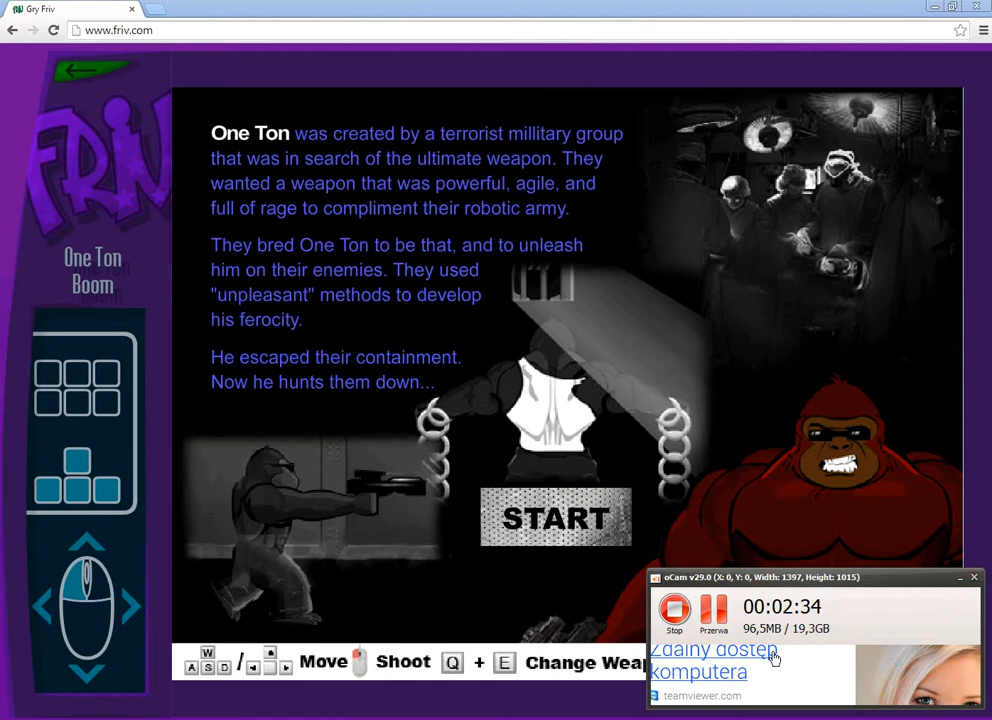 Gry Friv
www.friv.com
FRIV
One Ton
Boom
One Ton was created by a terrorist millitary group
that was in search of the ultimate weapon. They
wanted a weapon that was powerful, agile, and
full of rage to compliment their robotic army.
They bred One Ton to be that, and to unleash
him on their enemies. They used
"unpleasant" methods to develop
his ferocity.
He escaped their containment.
Now he hunts them down...
START
W
A S D / Move Shoot Q + E Change Weap
oCam v29.0 (X: 0, Y: 0, Width: 1397, Height: 1015)
00:02:34
96,5MB / 19,3GB
Stop Przerwa
Zdalny dostęp
komputera
teamviewer.com